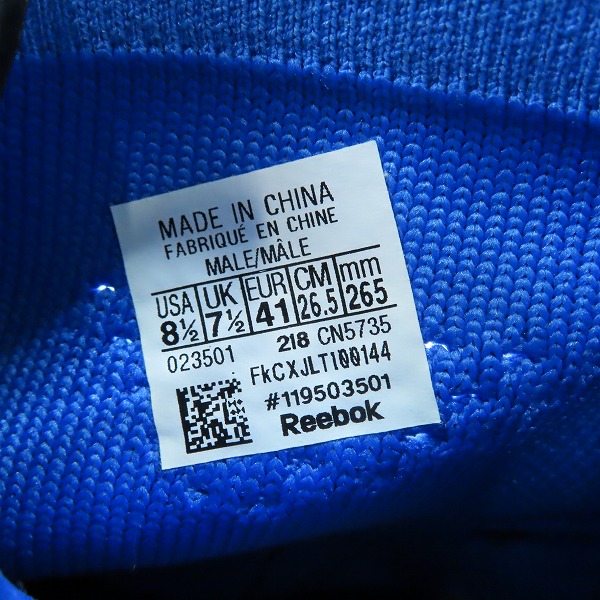 MADE IN CHINA
FABRIQUÉ EN CHINE
MALE/MÂLE
USA UK EUR CM mm
8½ 7½ 41 26.5 265
023501 218 CN5735
FkCXJLTI00144
#119503501
Reebok